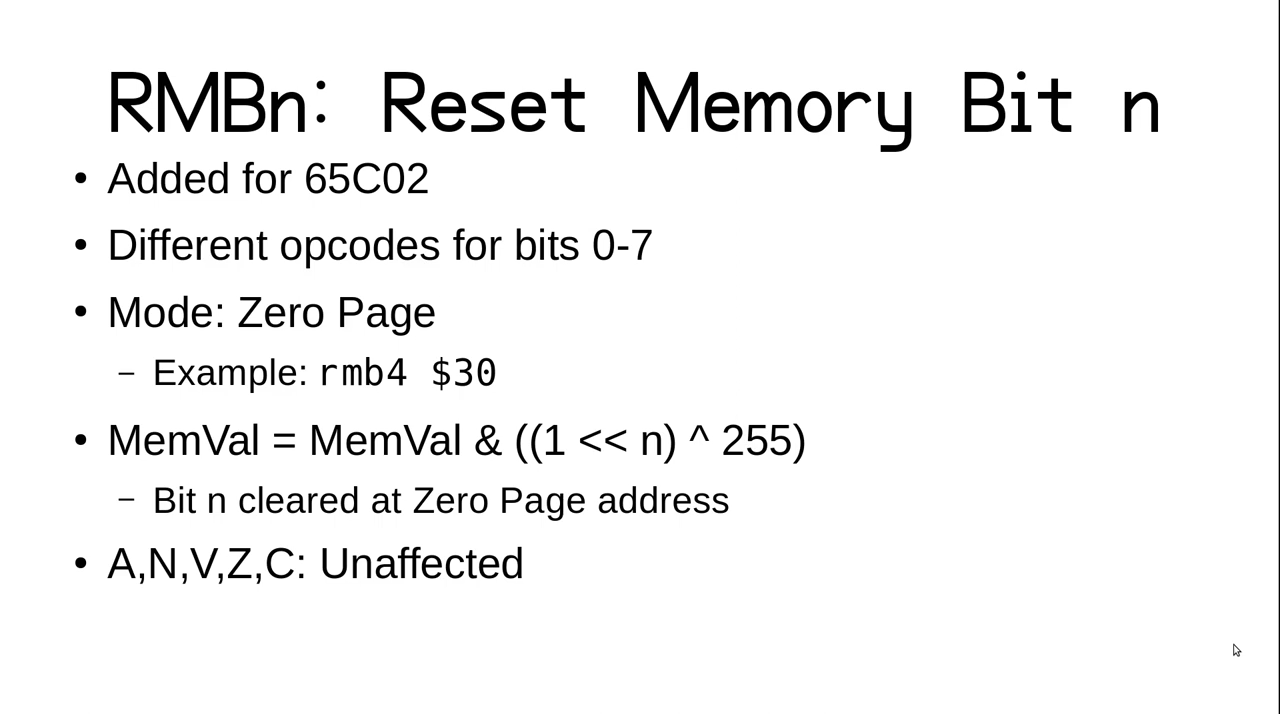 RMBn: Reset Memory Bit n
• Added for 65C02
• Different opcodes for bits 0-7
• Mode: Zero Page
– Example: rmb4 $30
• MemVal = MemVal & ((1 << n) ^ 255)
– Bit n cleared at Zero Page address
• A,N,V,Z,C: Unaffected